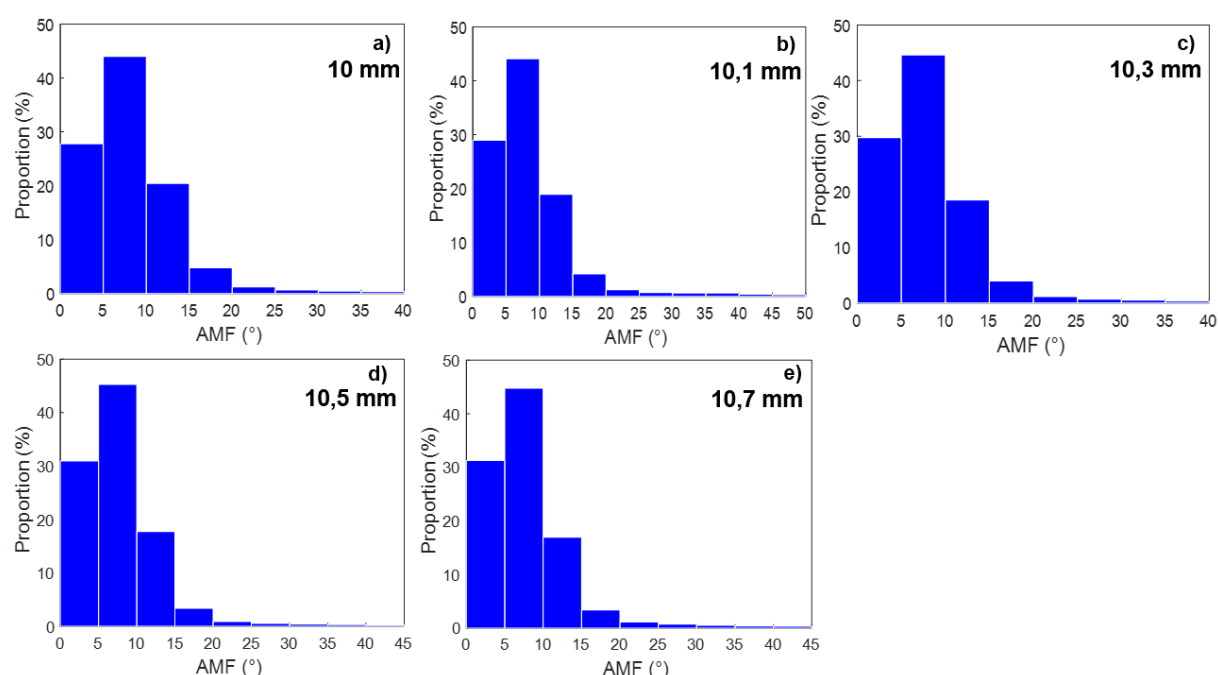 a)
10 mm
Proportion (%)
50
40
30
20
10
0
0 5 10 15 20 25 30 35 40
AMF (°)
b)
10,1 mm
Proportion (%)
50
40
30
20
10
0
0 5 10 15 20 25 30 35 40 45 50
AMF (°)
c)
10,3 mm
Proportion (%)
50
40
30
20
10
0
0 5 10 15 20 25 30 35 40
AMF (°)
d)
10,5 mm
Proportion (%)
50
40
30
20
10
0
0 5 10 15 20 25 30 35 40 45
AMF (°)
e)
10,7 mm
Proportion (%)
50
40
30
20
10
0
0 5 10 15 20 25 30 35 40 45
AMF (°)